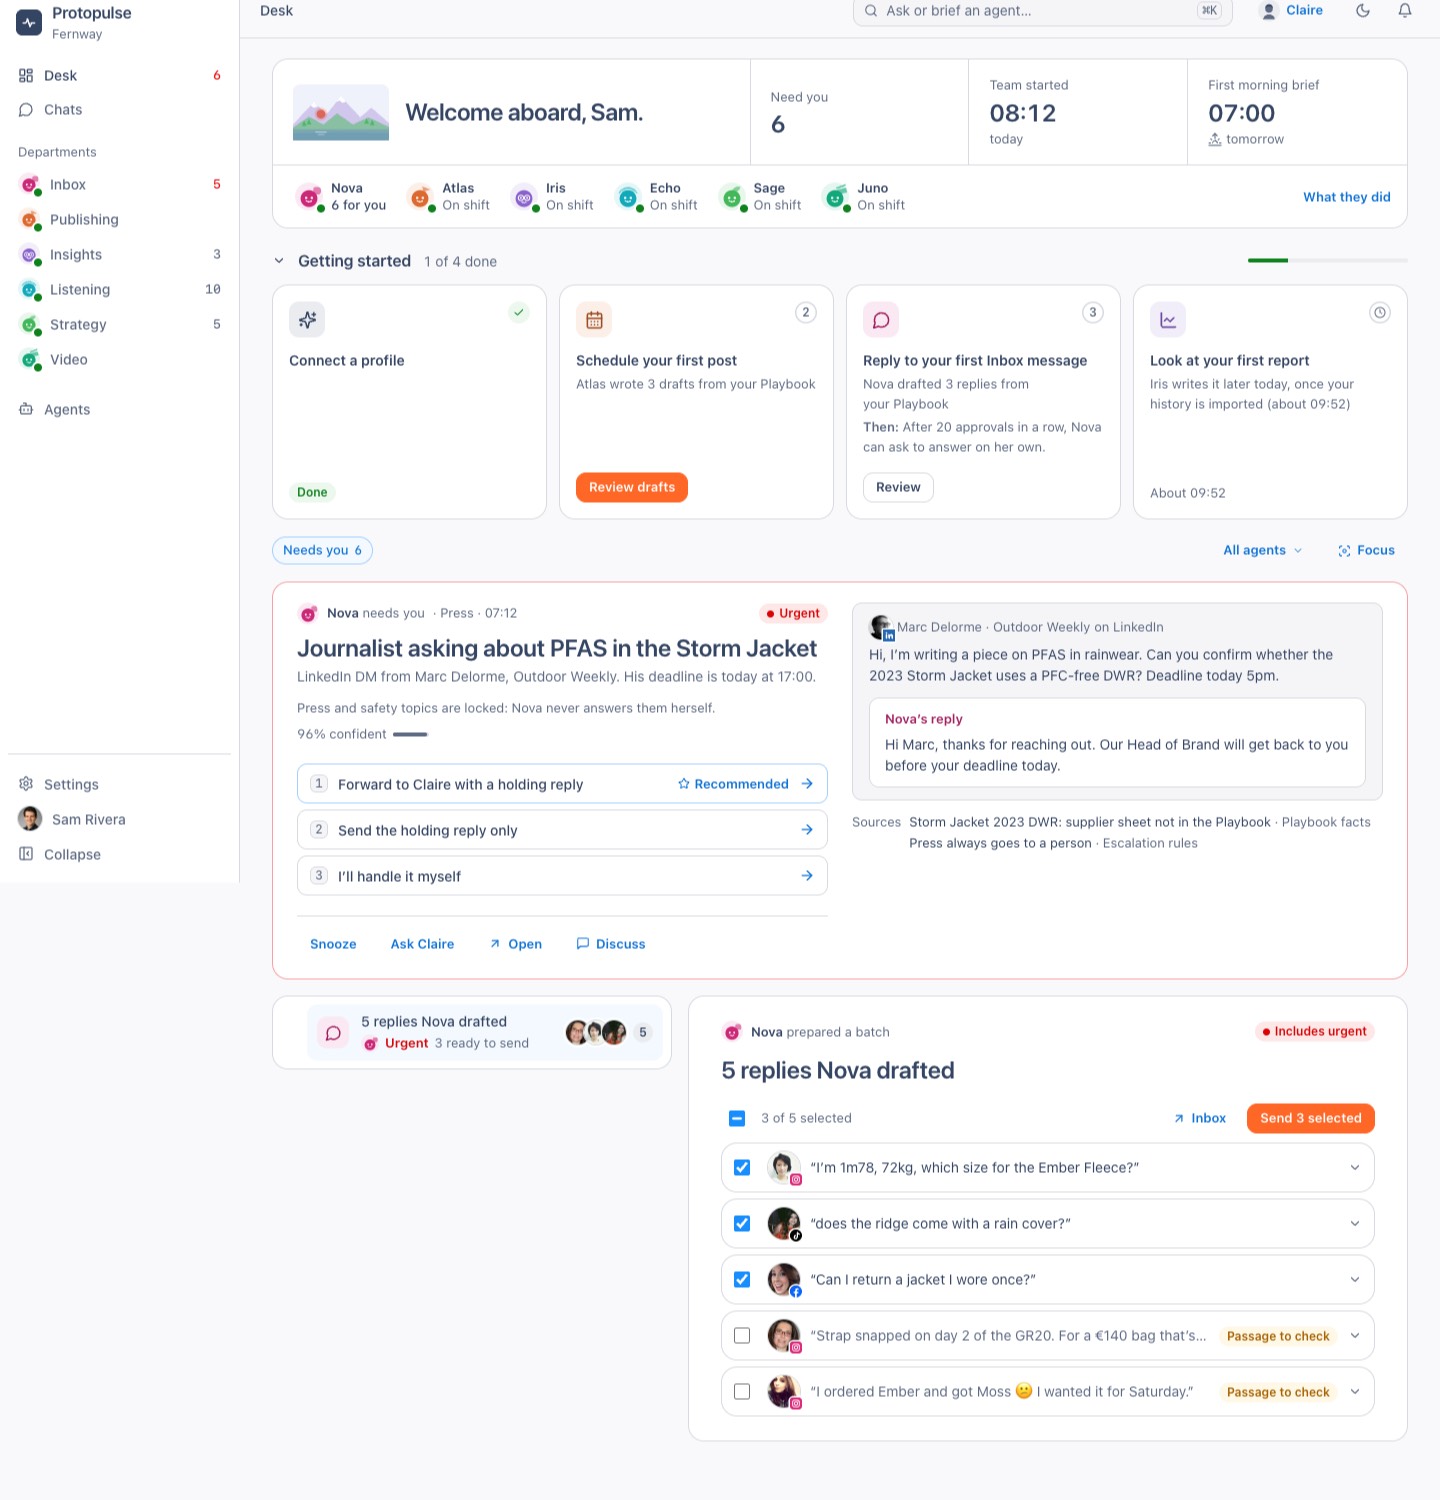 Protopulse
Fernway
Desk 6
Chats
Departments
Inbox 5
Publishing
Insights 3
Listening 10
Strategy 5
Video
Agents
Settings
Sam Rivera
Collapse
Desk
Ask or brief an agent... ⌘K
Claire
Welcome aboard, Sam.
Need you
6
Team started
08:12
today
First morning brief
07:00
tomorrow
Nova
6 for you
Atlas
On shift
Iris
On shift
Echo
On shift
Sage
On shift
Juno
On shift
What they did
Getting started 1 of 4 done
Connect a profile
Done
2
Schedule your first post
Atlas wrote 3 drafts from your Playbook
Review drafts
3
Reply to your first Inbox message
Nova drafted 3 replies from
your Playbook
Then: After 20 approvals in a row, Nova
can ask to answer on her own.
Review
Look at your first report
Iris writes it later today, once your
history is imported (about 09:52)
About 09:52
Needs you 6
All agents
Focus
Nova needs you · Press · 07:12
Urgent
Journalist asking about PFAS in the Storm Jacket
LinkedIn DM from Marc Delorme, Outdoor Weekly. His deadline is today at 17:00.
Press and safety topics are locked: Nova never answers them herself.
96% confident
1 Forward to Claire with a holding reply Recommended
2 Send the holding reply only
3 I’ll handle it myself
Snooze
Ask Claire
Open
Discuss
in
Marc Delorme · Outdoor Weekly on LinkedIn
Hi, I’m writing a piece on PFAS in rainwear. Can you confirm whether the
2023 Storm Jacket uses a PFC-free DWR? Deadline today 5pm.
Nova’s reply
Hi Marc, thanks for reaching out. Our Head of Brand will get back to you
before your deadline today.
Sources Storm Jacket 2023 DWR: supplier sheet not in the Playbook · Playbook facts
Press always goes to a person · Escalation rules
5 replies Nova drafted
Urgent 3 ready to send
5
Nova prepared a batch
Includes urgent
5 replies Nova drafted
3 of 5 selected
Inbox
Send 3 selected
“I’m 1m78, 72kg, which size for the Ember Fleece?”
“does the ridge come with a rain cover?”
“Can I return a jacket I wore once?”
“Strap snapped on day 2 of the GR20. For a €140 bag that’s... Passage to check
“I ordered Ember and got Moss 😕 I wanted it for Saturday.” Passage to check